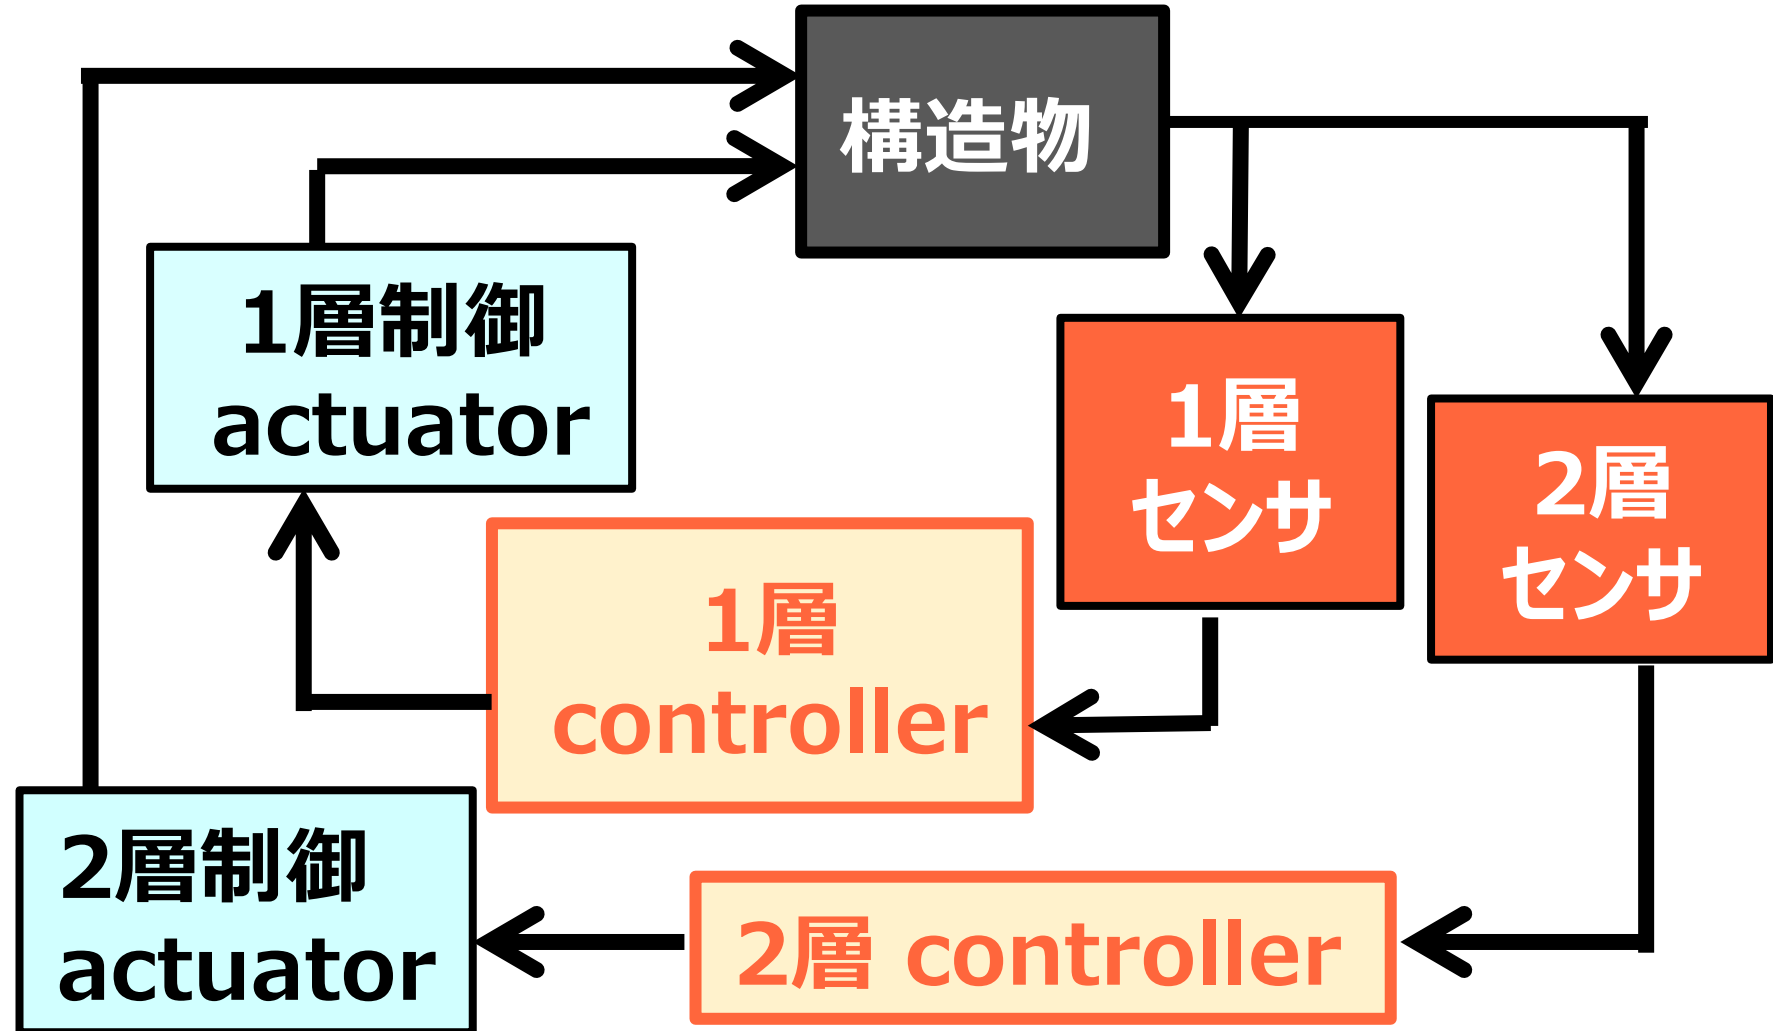 構造物
1層制御
actuator
1層
センサ
2層
センサ
1層
controller
2層制御
actuator
2層 controller